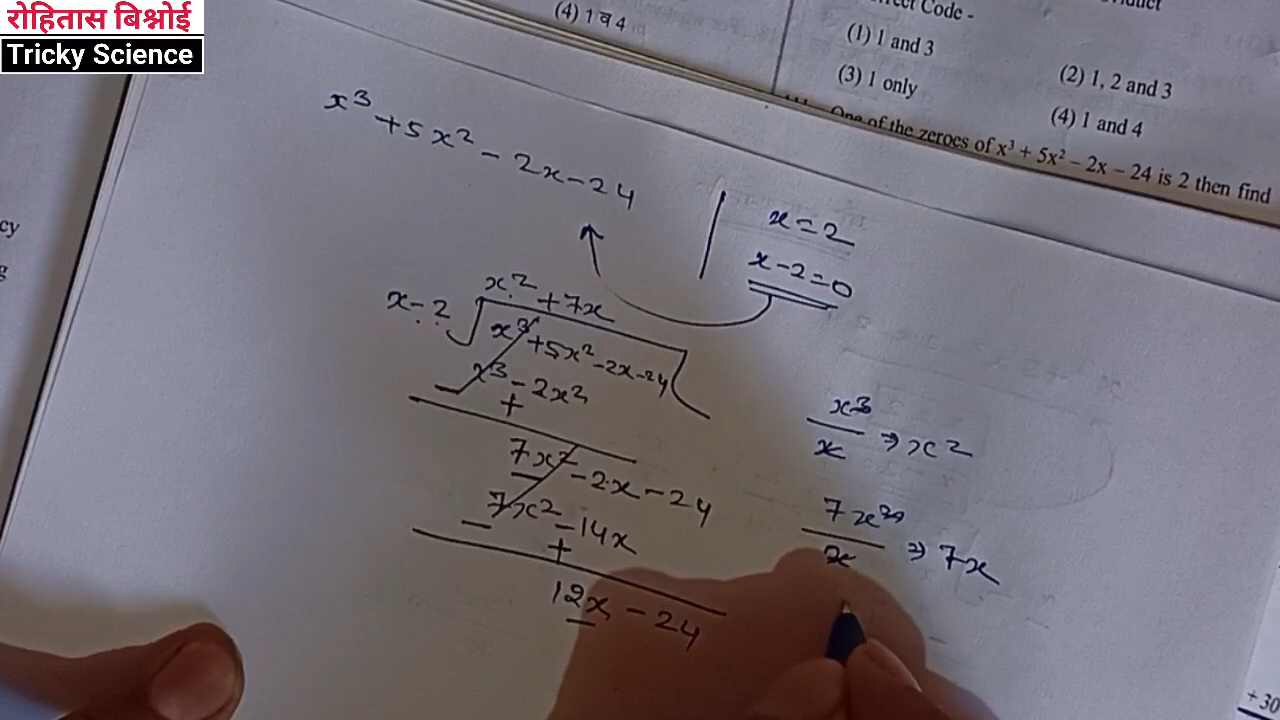 रोहितास बिश्नोई
Tricky Science
(4) 1 व 4
Code -
(1) 1 and 3
(2) 1, 2 and 3
(3) 1 only
(4) 1 and 4
One of the zeroes of x³ + 5x² – 2x – 24 is 2 then find
cy
g
x³ + 5x² - 2x - 24
x = 2
x - 2 = 0
x² + 7x
x - 2
x³ + 5x² - 2x - 24
x³ - 2x²
- +
7x² - 2x - 24
7x² - 14x
- +
12x - 24
x³
x ⇒ x²
7x²
x ⇒ 7x
+ 30